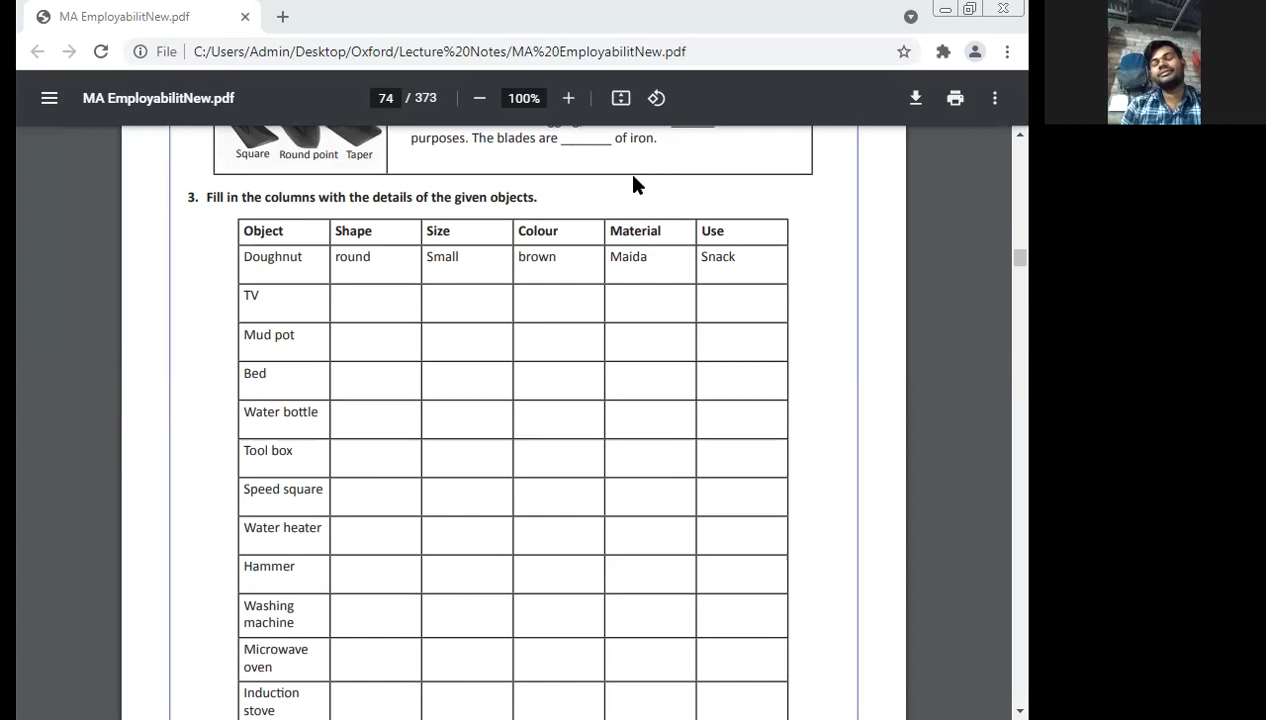 MA EmployabilitNew.pdf
File C:/Users/Admin/Desktop/Oxford/Lecture%20Notes/MA%20EmployabilitNew.pdf
MA EmployabilitNew.pdf 74 / 373 100%
purposes. The blades are _______ of iron.
Square Round point Taper
3. Fill in the columns with the details of the given objects.
Object Shape Size Colour Material Use
Doughnut round Small brown Maida Snack
TV
Mud pot
Bed
Water bottle
Tool box
Speed square
Water heater
Hammer
Washing
machine
Microwave
oven
Induction
stove